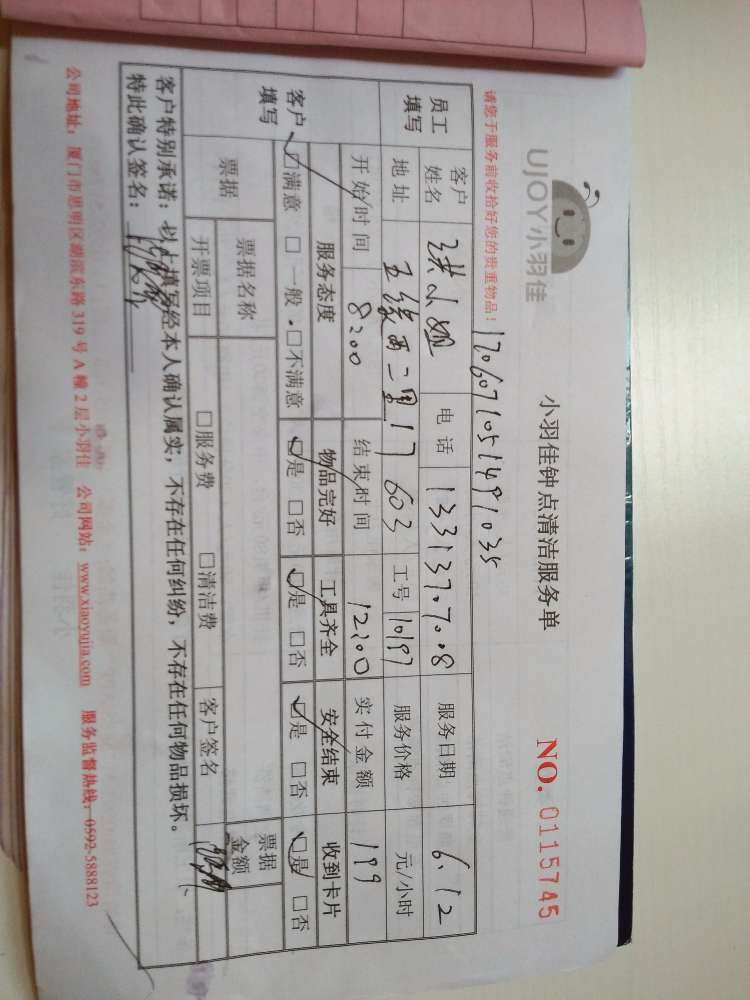 UJOY小羽佳
小羽佳钟点清洁服务单
NO. 0115745
请您于服务前收拾好您的贵重物品！
1706071051491035
员工填写
客户姓名 洪小姐 电话 133137.7.0.8 服务日期 6.12
地址 五缘西二里17 603 工号 10197 服务价格 元/小时
开始时间 8:00 结束时间 12:00 实付金额 199
客户填写
服务态度 物品完好 工具齐全 安全结束 收到卡片
☑满意 □一般 □不满意 ☑是 □否 ☑是 □否 ☑是 □否 ☑是 □否
票据 票据名称 票据金额
开票项目 □服务费 □清洁费 客户签名
客户特别承诺：以上填写经本人确认属实，不存在任何纠纷，不存在任何物品损坏。
特此确认签名：
公司地址：厦门市思明区湖滨东路319号A幢2层小羽佳 公司网站：www.xiaoyujia.com 服务监督热线：0592-5888123